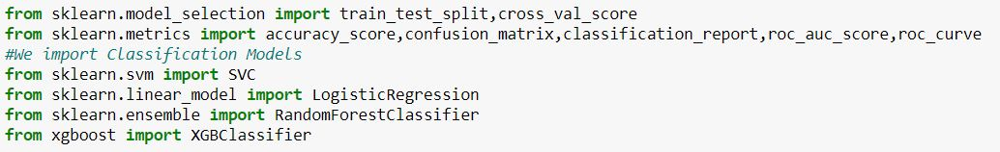 from sklearn.model_selection import train_test_split,cross_val_score
from sklearn.metrics import accuracy_score,confusion_matrix,classification_report,roc_auc_score,roc_curve
#We import Classification Models
from sklearn.svm import SVC
from sklearn.linear_model import LogisticRegression
from sklearn.ensemble import RandomForestClassifier
from xgboost import XGBClassifier